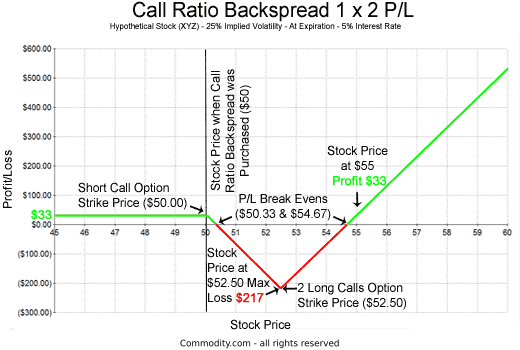 Call Ratio Backspread 1 x 2 P/L
Hypothetical Stock (XYZ) - 25% Implied Volatility - At Expiration - 5% Interest Rate
Profit/Loss
$600.00
$500.00
$400.00
$300.00
$200.00
$100.00
$33
$0.00
($100.00)
($200.00)
($300.00)
Stock Price when Call
Ratio Backspread was
Purchased ($50)
Short Call Option
Strike Price ($50.00)
P/L Break Evens
($50.33 & $54.67)
Stock Price
at $55
Profit $33
45 46 47 48 49 50 51 52 53 54 55 56 57 58 59 60
Stock
Price at
$52.50 Max
Loss $217
2 Long Calls Option
Strike Price ($52.50)
Stock Price
Commodity.com - all rights reserved